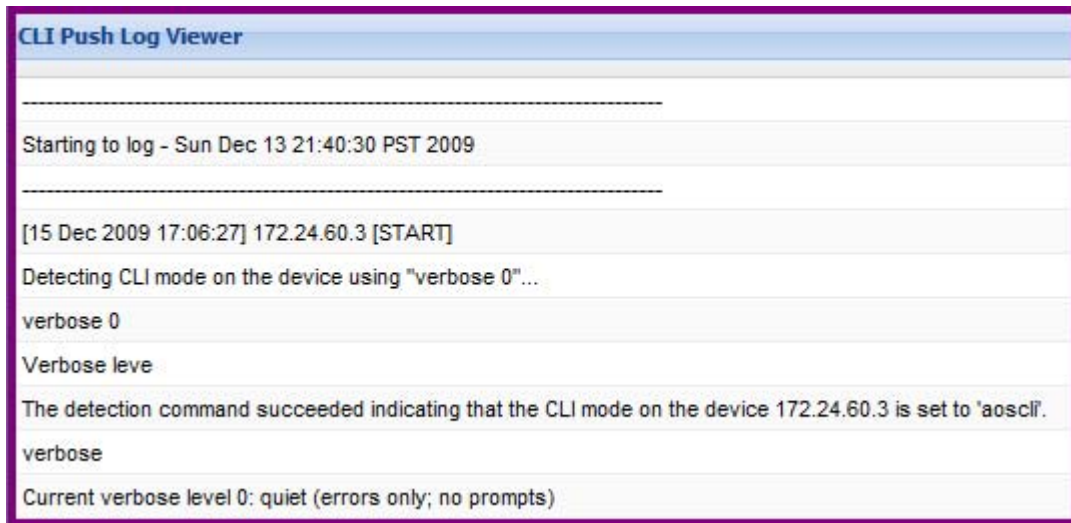 CLI Push Log Viewer
--------------------------------------------------------------------------------
Starting to log - Sun Dec 13 21:40:30 PST 2009
--------------------------------------------------------------------------------
[15 Dec 2009 17:06:27] 172.24.60.3 [START]
Detecting CLI mode on the device using "verbose 0"...
verbose 0
Verbose leve
The detection command succeeded indicating that the CLI mode on the device 172.24.60.3 is set to 'aoscli'.
verbose
Current verbose level 0: quiet (errors only; no prompts)